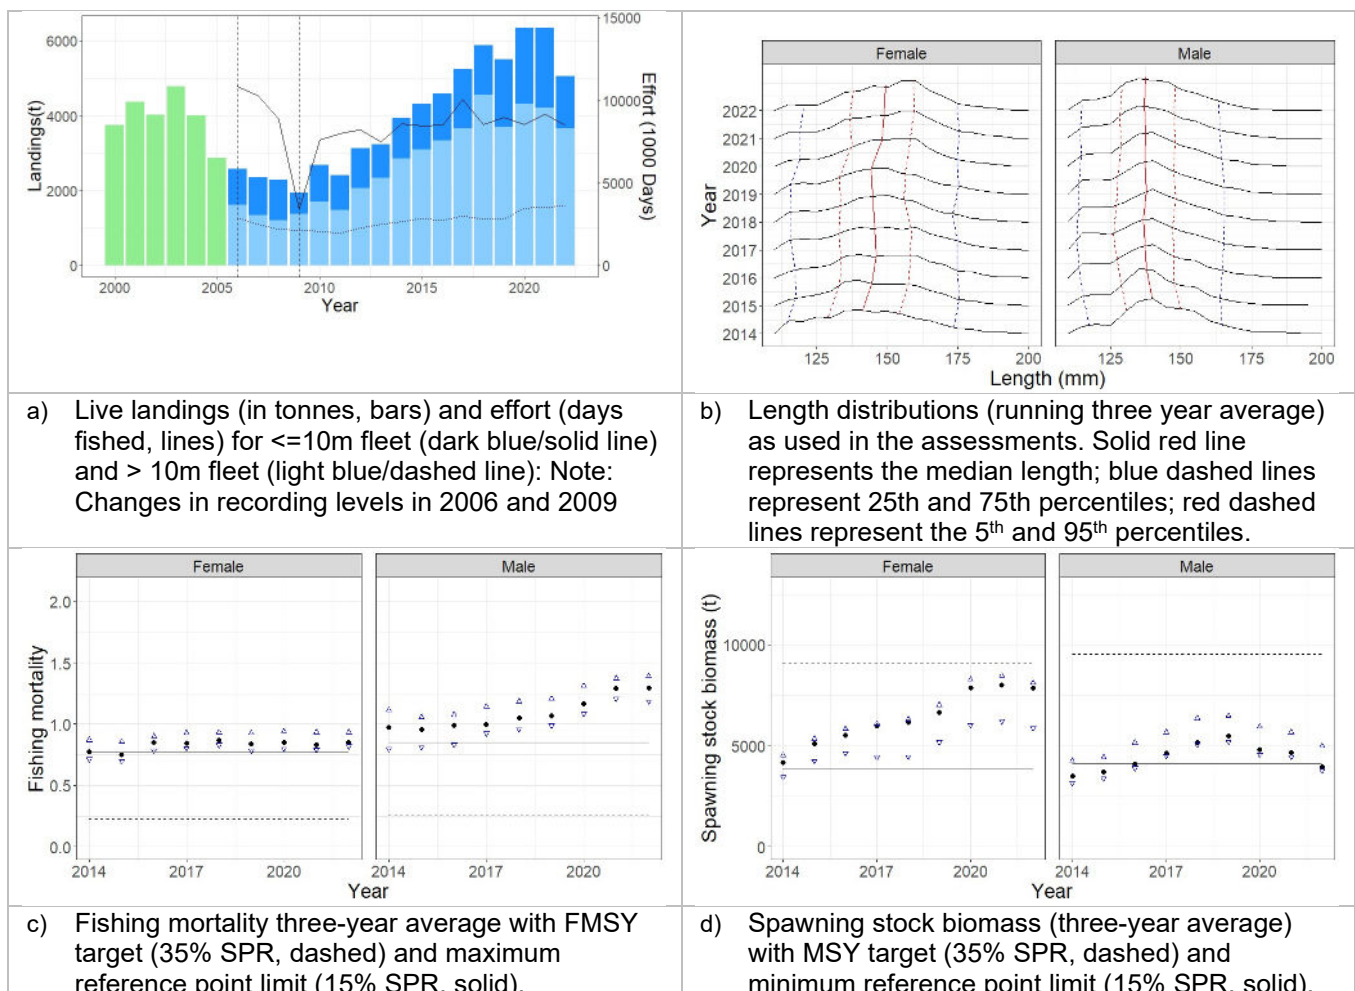 6000
4000
2000
0
Landings(t)
15000
10000
5000
0
Effort (1000 Days)
2000
2005
2010
2015
2020
Year
Female
Male
2022
2021
2020
2019
2018
2017
2016
2015
2014
Year
125
150
175
200
125
150
175
200
Length (mm)
a) Live landings (in tonnes, bars) and effort (days
fished, lines) for <=10m fleet (dark blue/solid line)
and > 10m fleet (light blue/dashed line): Note:
Changes in recording levels in 2006 and 2009
b) Length distributions (running three year average)
as used in the assessments. Solid red line
represents the median length; blue dashed lines
represent 25th and 75th percentiles; red dashed
lines represent the 5th and 95th percentiles.
Female
Male
2.0
1.5
1.0
0.5
0.0
Fishing mortality
2014
2017
2020
2014
2017
2020
Year
Female
Male
10000
5000
0
Spawning stock biomass (t)
2014
2017
2020
2014
2017
2020
Year
c) Fishing mortality three-year average with FMSY
target (35% SPR, dashed) and maximum
reference point limit (15% SPR, solid).
d) Spawning stock biomass (three-year average)
with MSY target (35% SPR, dashed) and
minimum reference point limit (15% SPR, solid).